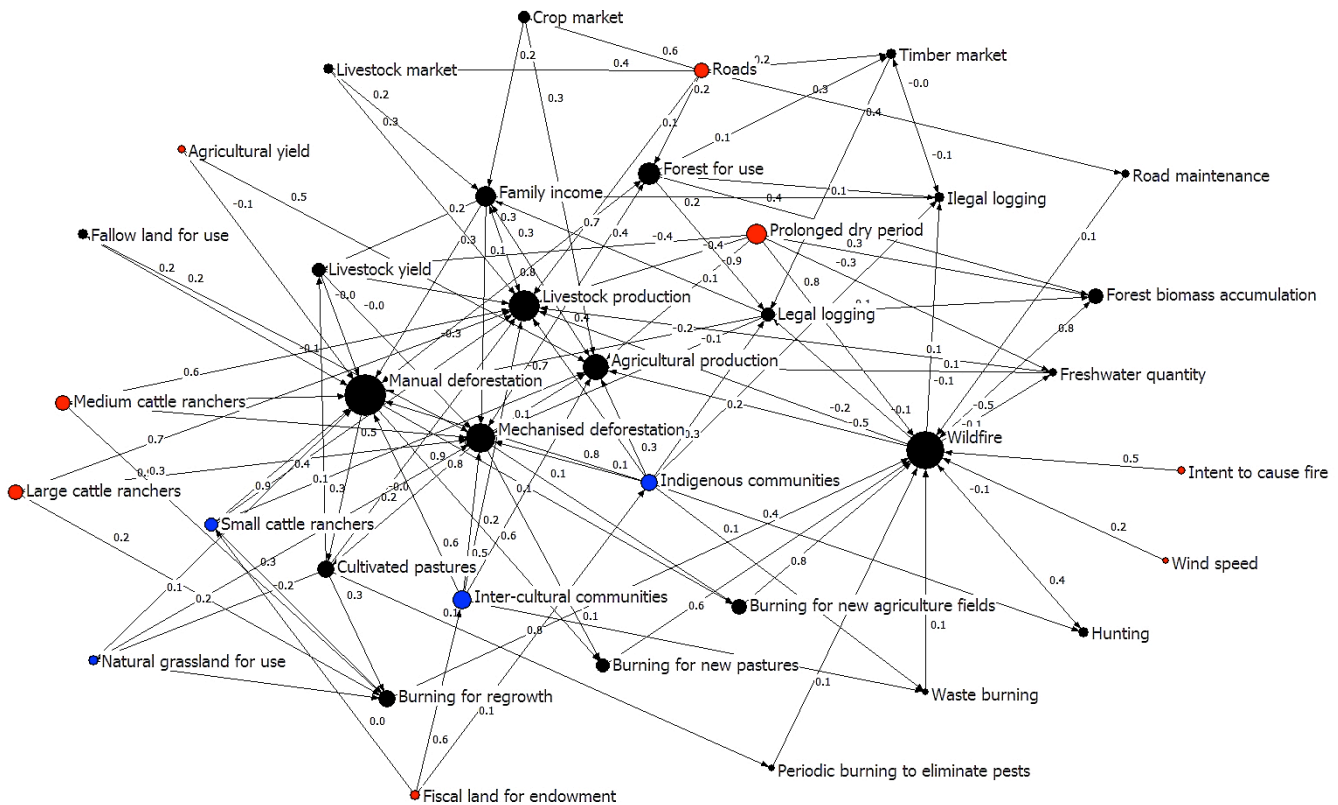 Crop market
0.6
Roads
0.2
Timber market
Livestock market
0.4
0.2
0.2
0.3
0.2
0.3
-0.0
0.3
0.1
0.4
0.1
Agricultural yield
-0.1
0.5
Family income
Forest for use
-0.1
Road maintenance
0.1
Ilegal logging
0.2
0.3
0.3
0.7
0.2
0.4
Fallow land for use
0.2
0.2
0.3
0.1
0.4
-0.4
Prolonged dry period
-0.4
0.3
0.1
Livestock yield
0.8
-0.9
-0.3
0.1
0.8
-0.0
-0.0
Livestock production
Forest biomass accumulation
0.4
Legal logging
0.1
-0.3
-0.2
0.8
-0.1
0.7
-0.1
0.1
Agricultural production
0.1
Freshwater quantity
0.6
Manual deforestation
-0.1
Medium cattle ranchers
0.1
0.2
-0.2
-0.1
-0.5
0.5
Mechanised deforestation
-0.5
-0.1
Wildfire
0.7
0.3
0.9
0.8
0.8
0.3
0.3
0.4
0.1
0.1
0.5
Intent to cause fire
Large cattle ranchers
0.9
0.3
-0.0
Indigenous communities
-0.1
Small cattle ranchers
0.2
0.2
0.1
0.4
0.2
0.2
0.6
0.5
0.6
0.3
0.8
Wind speed
Cultivated pastures
0.1
0.2
-0.2
0.3
Inter-cultural communities
0.6
Burning for new agriculture fields
0.4
0.1
0.1
0.1
Hunting
Natural grassland for use
0.8
Burning for new pastures
0.1
Burning for regrowth
Waste burning
0.0
0.1
0.6
Periodic burning to eliminate pests
Fiscal land for endowment